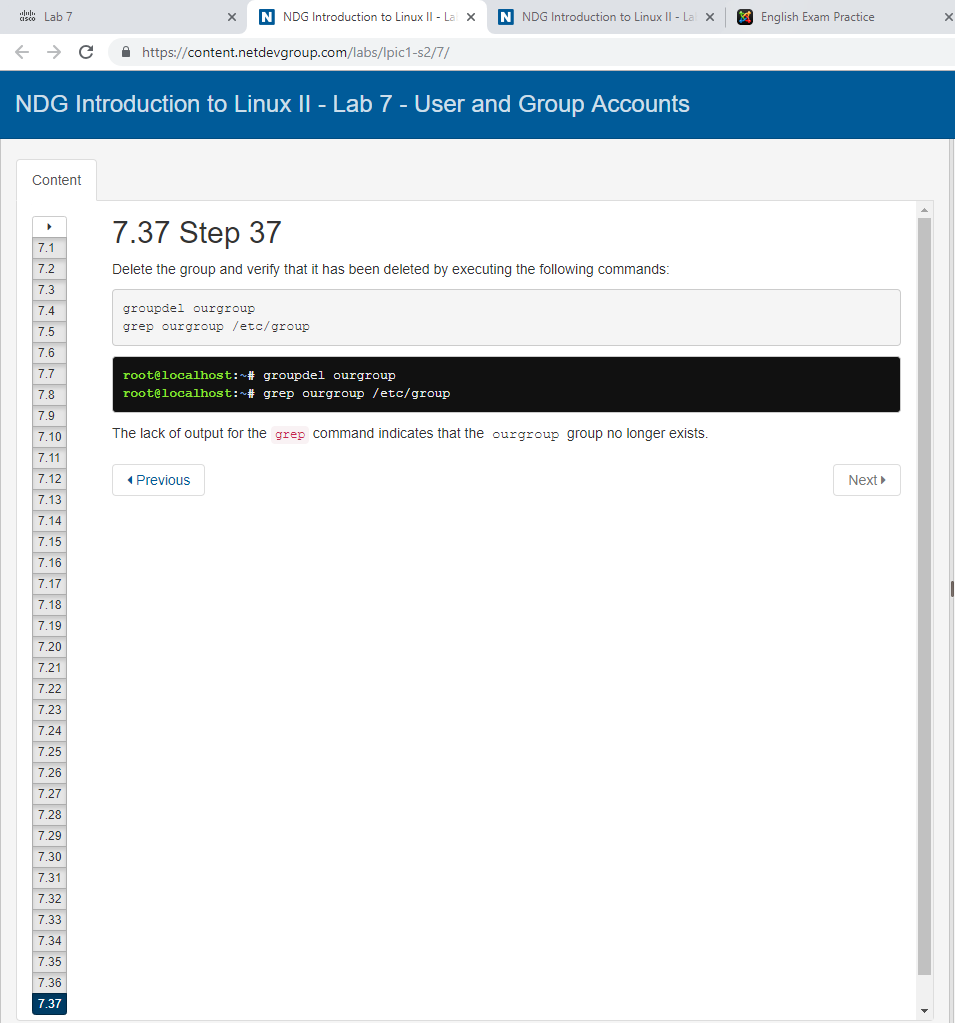 Lab 7
NDG Introduction to Linux II - La
NDG Introduction to Linux II - La
English Exam Practice
https://content.netdevgroup.com/labs/lpic1-s2/7/
NDG Introduction to Linux II - Lab 7 - User and Group Accounts
Content
7.1
7.2
7.3
7.4
7.5
7.6
7.7
7.8
7.9
7.10
7.11
7.12
7.13
7.14
7.15
7.16
7.17
7.18
7.19
7.20
7.21
7.22
7.23
7.24
7.25
7.26
7.27
7.28
7.29
7.30
7.31
7.32
7.33
7.34
7.35
7.36
7.37
7.37 Step 37
Delete the group and verify that it has been deleted by executing the following commands:
groupdel ourgroup
grep ourgroup /etc/group
root@localhost:~# groupdel ourgroup
root@localhost:~# grep ourgroup /etc/group
The lack of output for the grep command indicates that the ourgroup group no longer exists.
Previous
Next